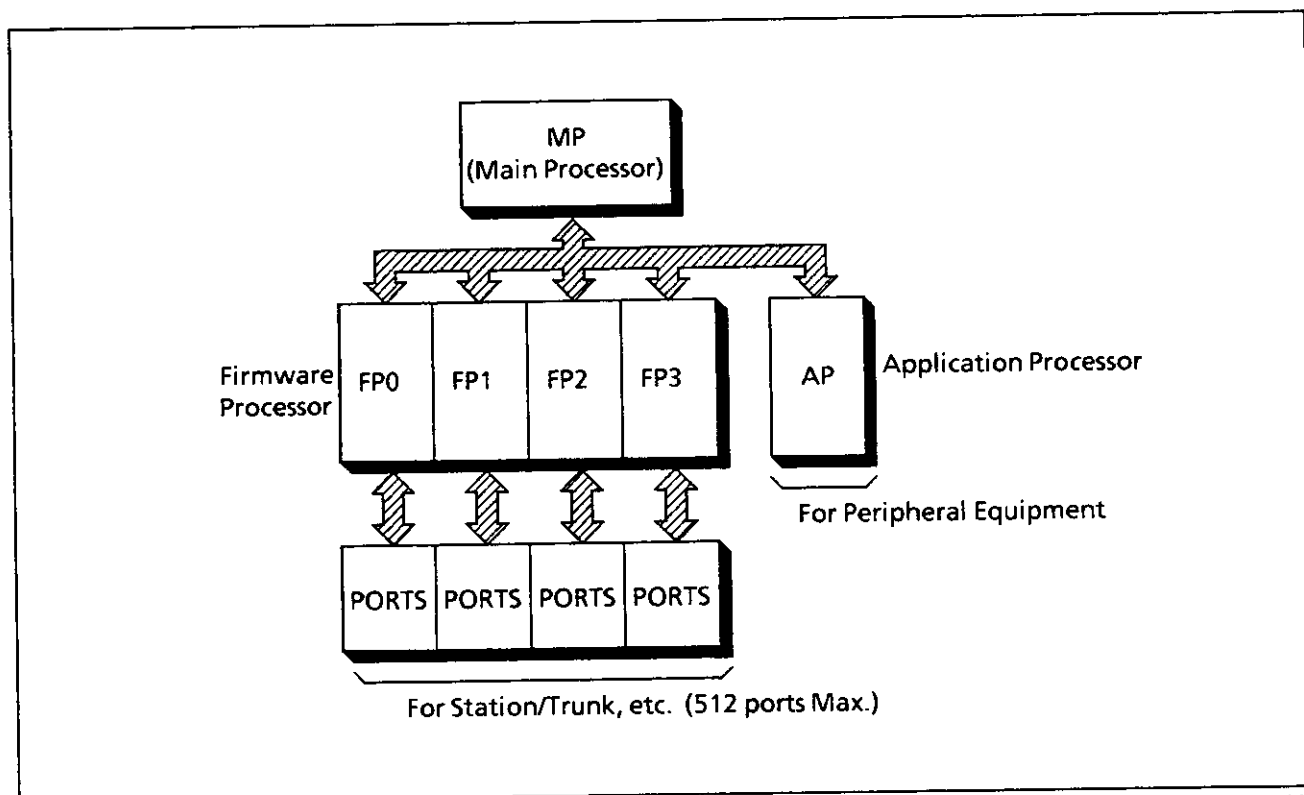 MP
(Main Processor)
Firmware
Processor
FP0
FP1
FP2
FP3
AP
Application Processor
For Peripheral Equipment
PORTS
PORTS
PORTS
PORTS
For Station/Trunk, etc. (512 ports Max.)